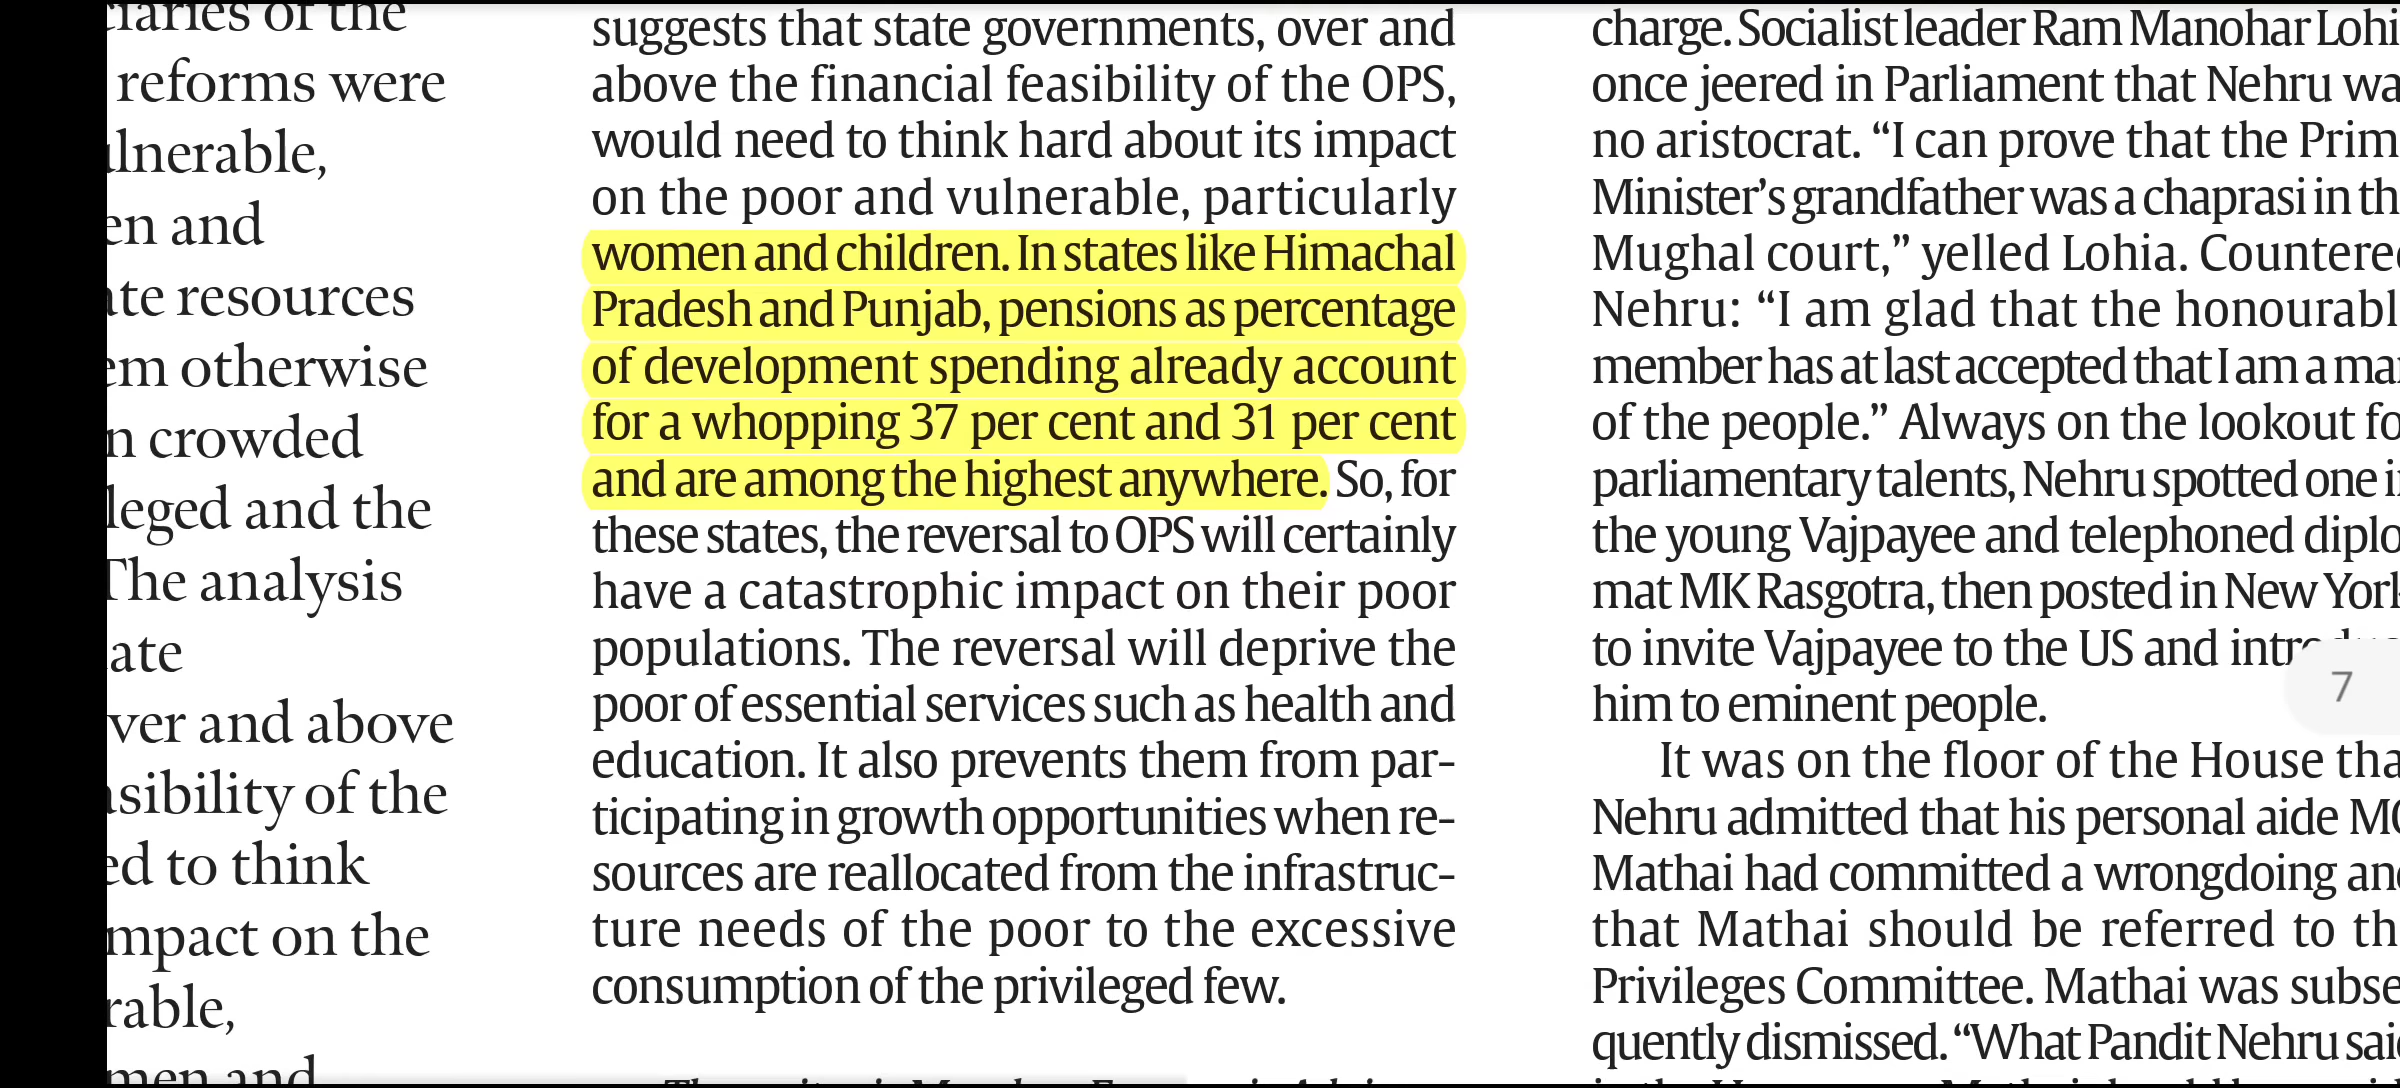 of the
reforms were
en and
resources
otherwise
crowded
and the
The analysis
ate
ver and above
of the
ed to think
on the
men and
suggests that state governments, over and
above the financial feasibility of the OPS,
would need to think hard about its impact
on the poor and vulnerable, particularly
women and children. In states like Himachal
Pradesh and Punjab, pensions as percentage
of development spending already account
for a whopping 37 per cent and 31 per cent
and are among the highest anywhere. So, for
these states, the reversal to OPS will certainly
have a catastrophic impact on their poor
populations. The reversal will deprive the
poor of essential services such as health and
education. It also prevents them from par-
ticipating in growth opportunities when re-
sources are reallocated from the infrastruc-
ture needs of the poor to the excessive
consumption of the privileged few.
charge. Socialist leader Ram Manohar Lohi
once jeered in Parliament that Nehru wa
no aristocrat. “I can prove that the Prim
Minister’s grandfather was a chaprasi in th
Mughal court,” yelled Lohia. Countered
Nehru: “I am glad that the honourabl
member has at last accepted that I am a man
of the people.” Always on the lookout fo
parliamentary talents, Nehru spotted one in
the young Vajpayee and telephoned diplo
mat MK Rasgotra, then posted in New York
to invite Vajpayee to the US and
him to eminent people.
It was on the floor of the House tha
Nehru admitted that his personal aide MO
Mathai had committed a wrongdoing and
that Mathai should be referred to th
Privileges Committee. Mathai was subse
quently dismissed. “What Pandit Nehru said
7